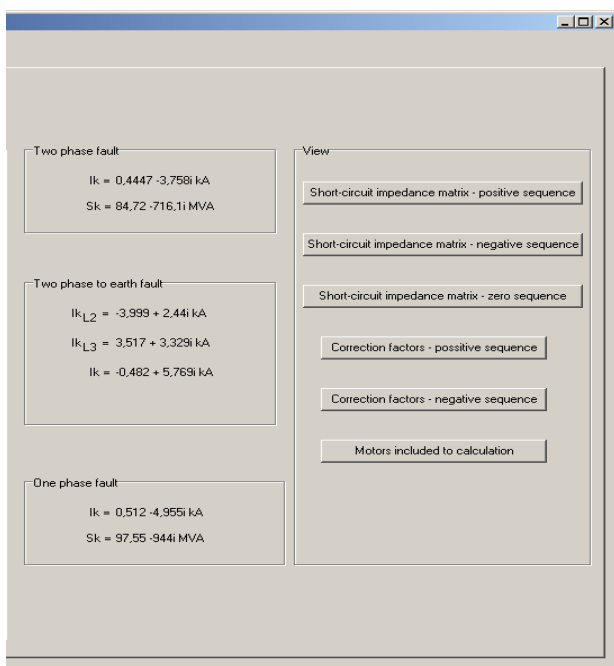 Two phase fault
Ik = 0,4447 -3,758i kA
Sk = 84,72 -716,1i MVA
Two phase to earth fault
IkL2 = -3,999 + 2,44i kA
IkL3 = 3,517 + 3,329i kA
Ik = -0,482 + 5,769i kA
One phase fault
Ik = 0,512 -4,955i kA
Sk = 97,55 -944i MVA
View
Short-circuit impedance matrix - positive sequence
Short-circuit impedance matrix - negative sequence
Short-circuit impedance matrix - zero sequence
Correction factors - possitive sequence
Correction factors - negative sequence
Motors included to calculation